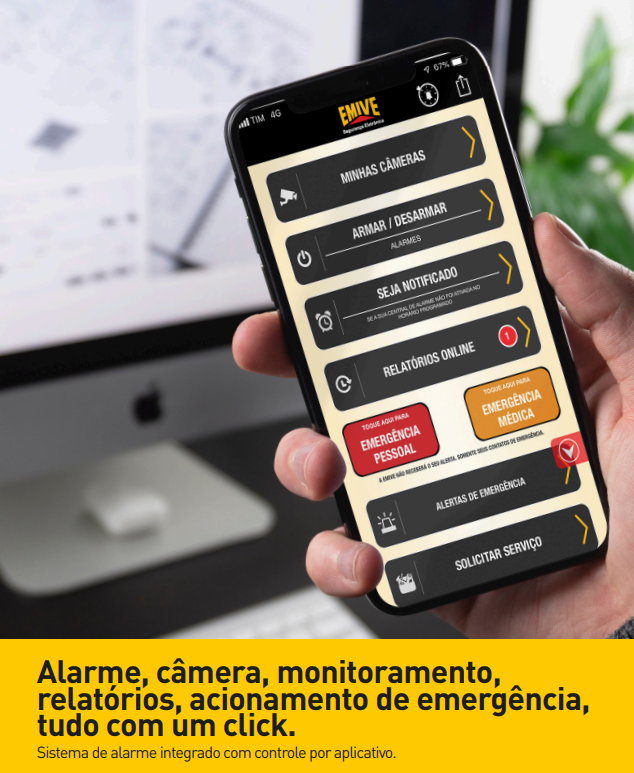 TIM 4G
67%
EMIVE
Segurança Eletrônica
MINHAS CÂMERAS
ARMAR / DESARMAR
ALARMES
SEJA NOTIFICADO
SE A SUA CENTRAL DE ALARME NÃO FOI ATIVADA NO
HORÁRIO PROGRAMADO
RELATÓRIOS ONLINE
1
TOQUE AQUI PARA
EMERGÊNCIA
PESSOAL
TOQUE AQUI PARA
EMERGÊNCIA
MÉDICA
A EMIVE NÃO RECEBERÁ O SEU ALERTA, SOMENTE SEUS CONTATOS DE EMERGÊNCIA.
ALERTAS DE EMERGÊNCIA
SOLICITAR SERVIÇO
Alarme, câmera, monitoramento,
relatórios, acionamento de emergência,
tudo com um click.
Sistema de alarme integrado com controle por aplicativo.